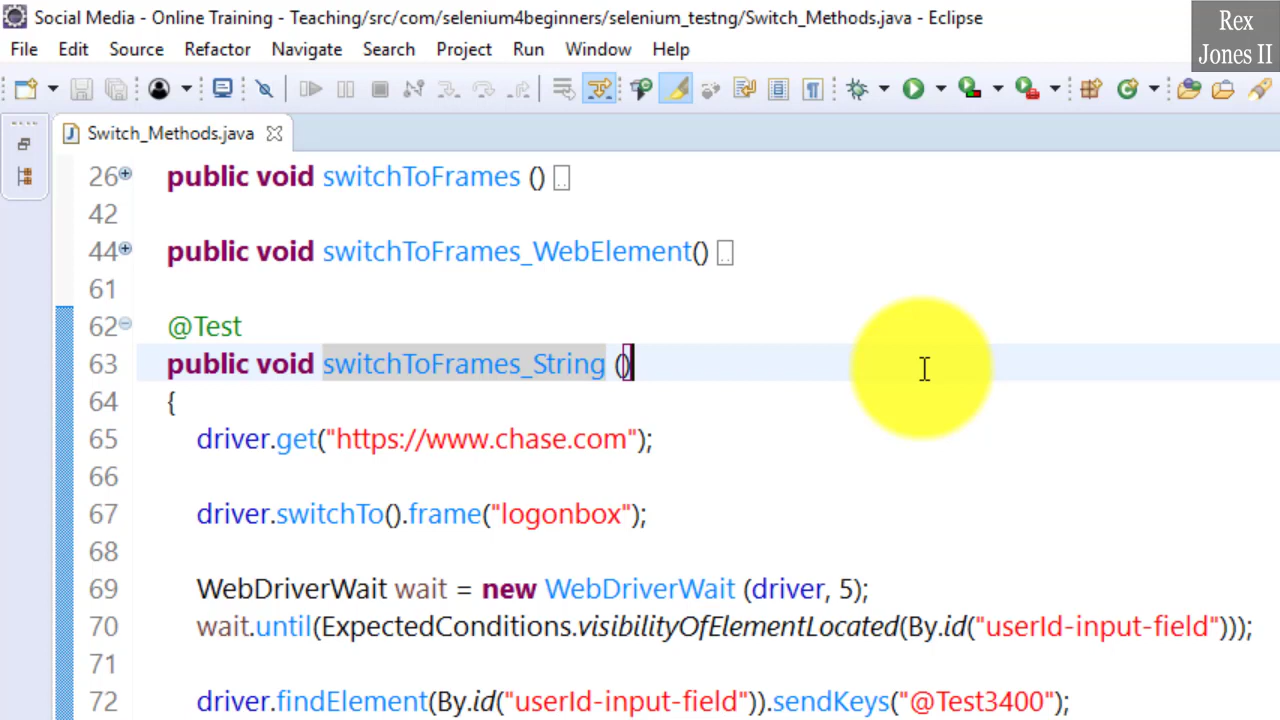 Social Media - Online Training - Teaching/src/com/selenium4beginners/selenium_testng/Switch_Methods.java - Eclipse
Rex
Jones II
File Edit Source Refactor Navigate Search Project Run Window Help
Switch_Methods.java
26 public void switchToFrames ()
42
44 public void switchToFrames_WebElement()
61
62 @Test
63 public void switchToFrames_String ()
64 {
65 driver.get("https://www.chase.com");
66
67 driver.switchTo().frame("logonbox");
68
69 WebDriverWait wait = new WebDriverWait (driver, 5);
70 wait.until(ExpectedConditions.visibilityOfElementLocated(By.id("userId-input-field")));
71
72 driver.findElement(By.id("userId-input-field")).sendKeys("@Test3400");